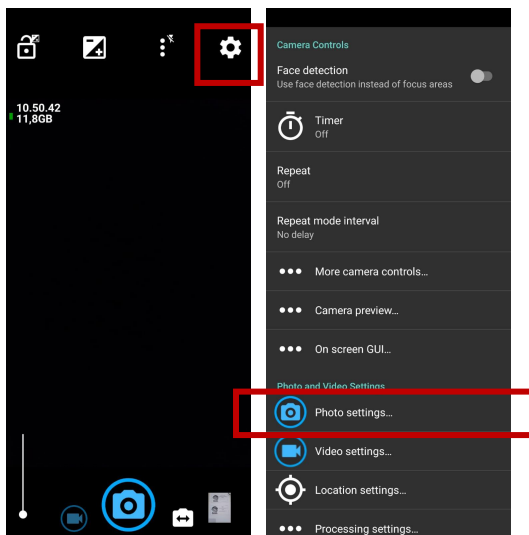 10.50.42
11,8GB
Camera Controls
Face detection
Use face detection instead of focus areas
Timer
Off
Repeat
Off
Repeat mode interval
No delay
More camera controls...
Camera preview...
On screen GUI...
Photo and Video Settings
Photo settings...
Video settings...
Location settings...
Processing settings...